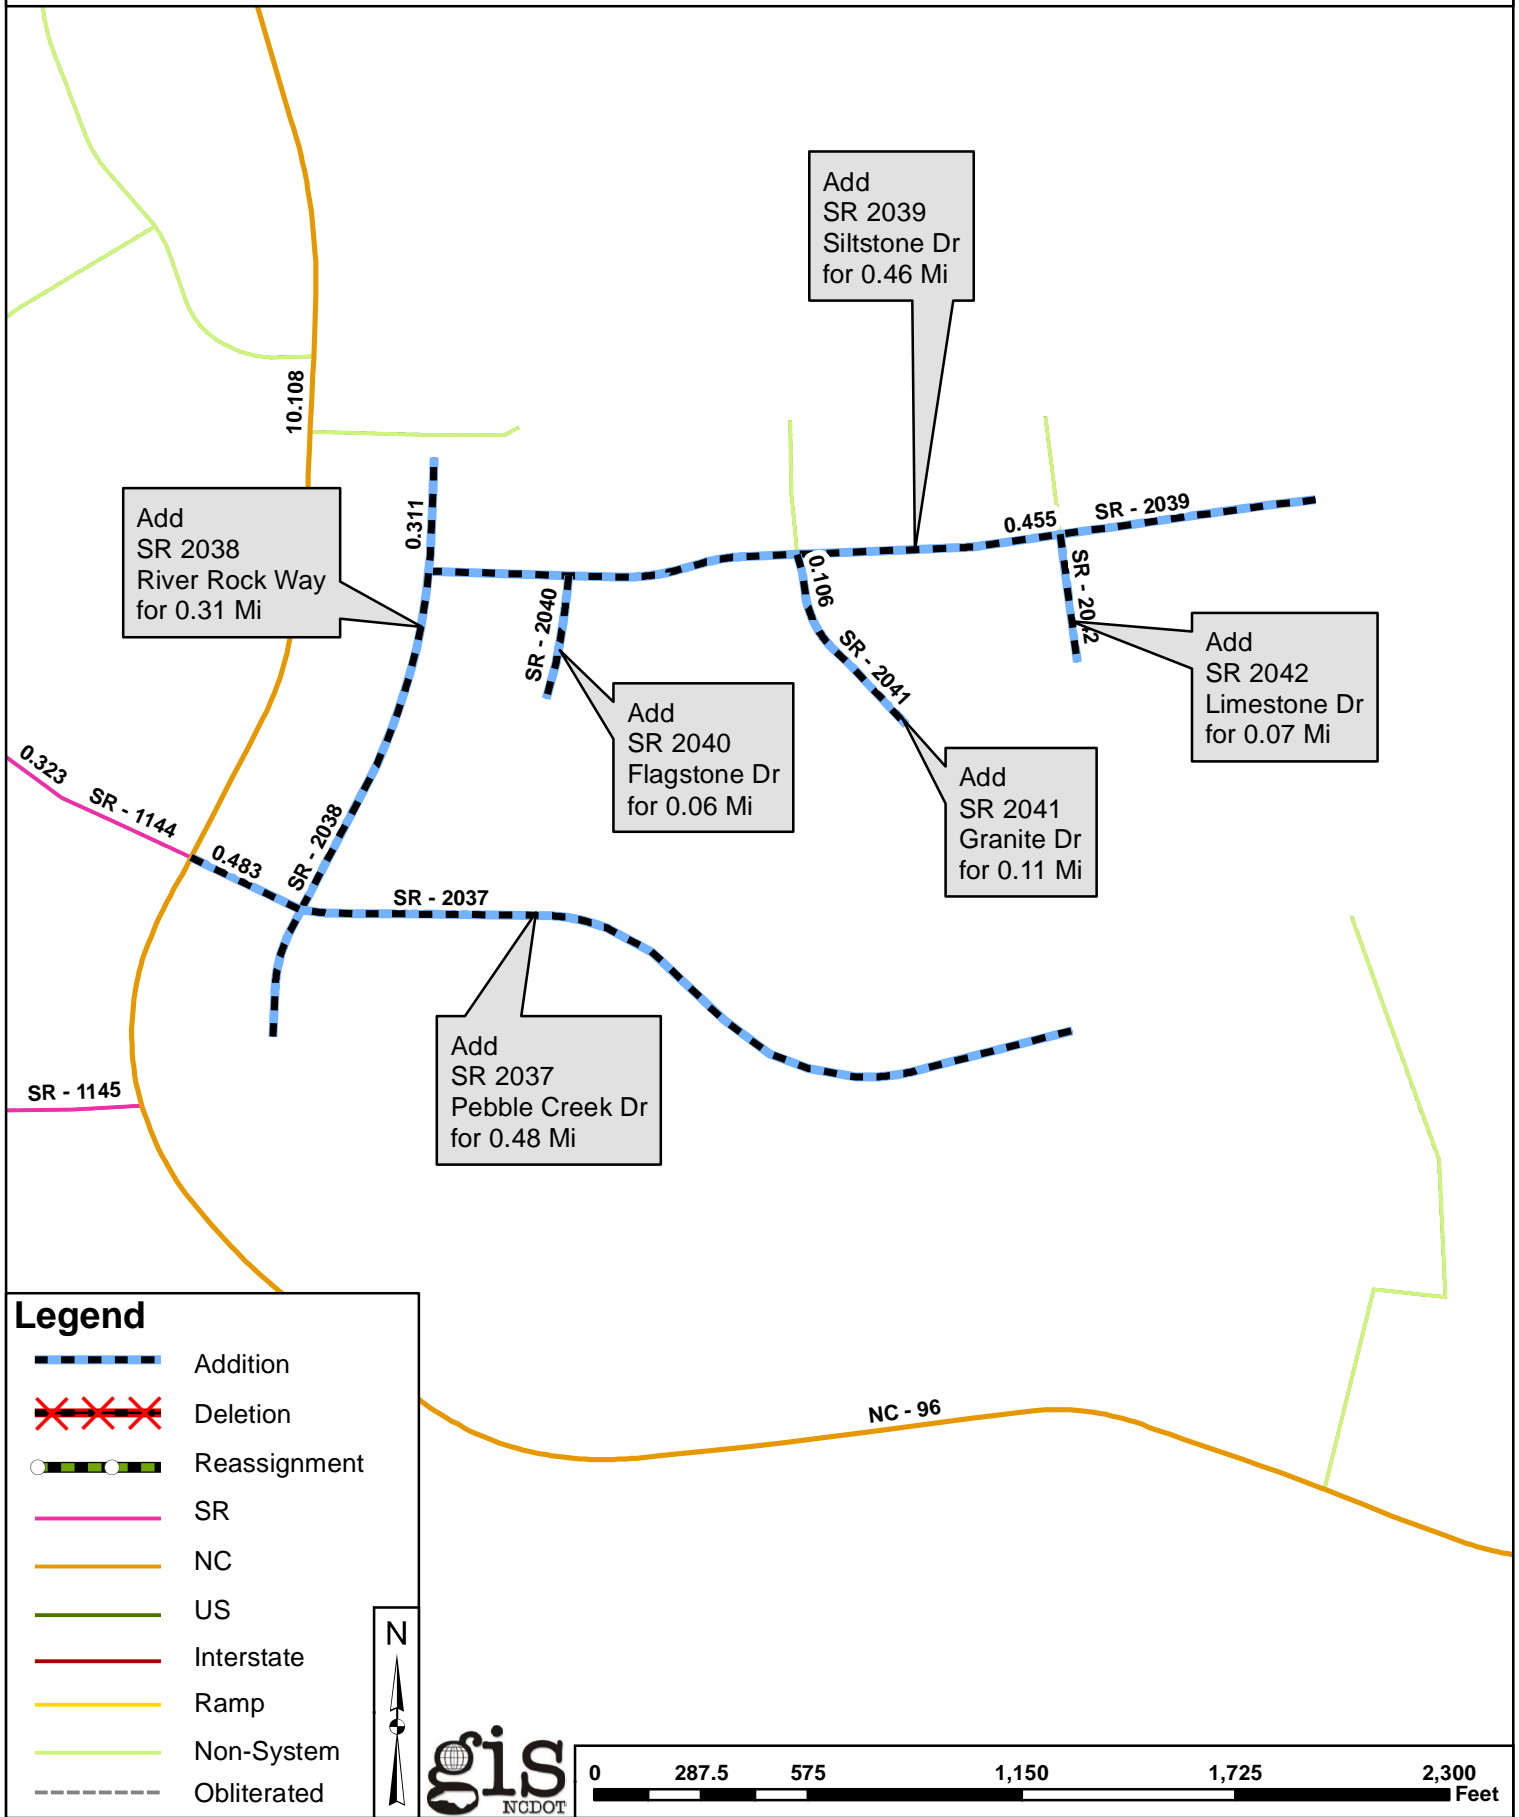 Add
SR 2039
Siltstone Dr
for 0.46 Mi
10.108
Add
SR 2038
River Rock Way
for 0.31 Mi
0.311
0.455
SR - 2039
0.106
SR - 2040
SR - 2041
SR - 2042
Add
SR 2042
Limestone Dr
for 0.07 Mi
Add
SR 2040
Flagstone Dr
for 0.06 Mi
Add
SR 2041
Granite Dr
for 0.11 Mi
0.323
SR - 1144
0.483
SR - 2038
SR - 2037
Add
SR 2037
Pebble Creek Dr
for 0.48 Mi
SR - 1145
NC - 96
Legend
Addition
Deletion
Reassignment
SR
NC
US
Interstate
Ramp
Non-System
Obliterated
N
gis
NCDOT
0 287.5 575 1,150 1,725 2,300
Feet